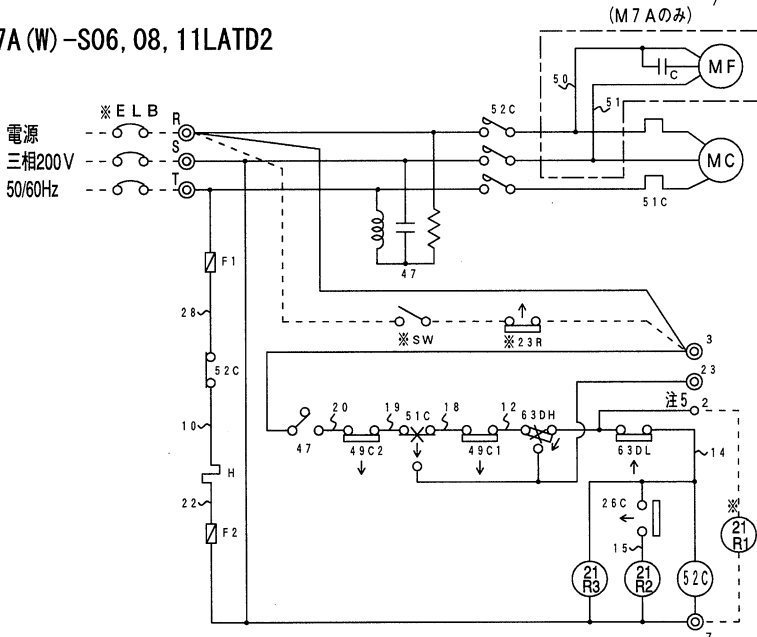 (M7Aのみ)
7A(W)-S06,08,11LATD2
MF
C
50
51
※ELB
R
52C
電源
S
三相200V
T
50/60Hz
MC
51C
F1
47
28
※SW
※23R
3
52C
23
注5
2
20
19
51C
18
12
63DH
10
47
49C2
49C1
63DL
14
H
22
26C
※
F2
15
21
R1
21
R3
21
R2
52C
7